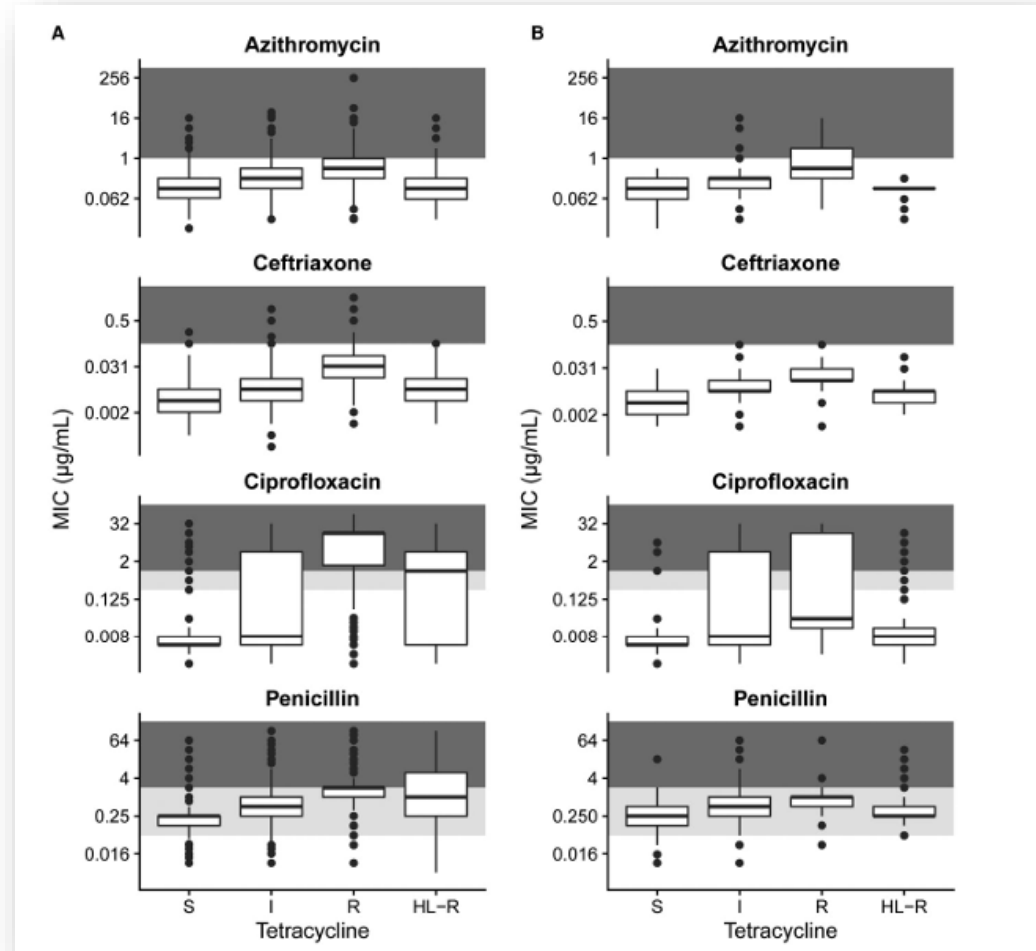 A
Azithromycin
256
16
1
0.062
Ceftriaxone
0.5
0.031
0.002
Ciprofloxacin
32
2
0.125
0.008
Penicillin
64
4
0.25
0.016
MIC (µg/mL)
S I R HL–R
Tetracycline
B
Azithromycin
256
16
1
0.062
Ceftriaxone
0.5
0.031
0.002
Ciprofloxacin
32
2
0.125
0.008
Penicillin
64
4
0.250
0.016
MIC (µg/mL)
S I R HL–R
Tetracycline